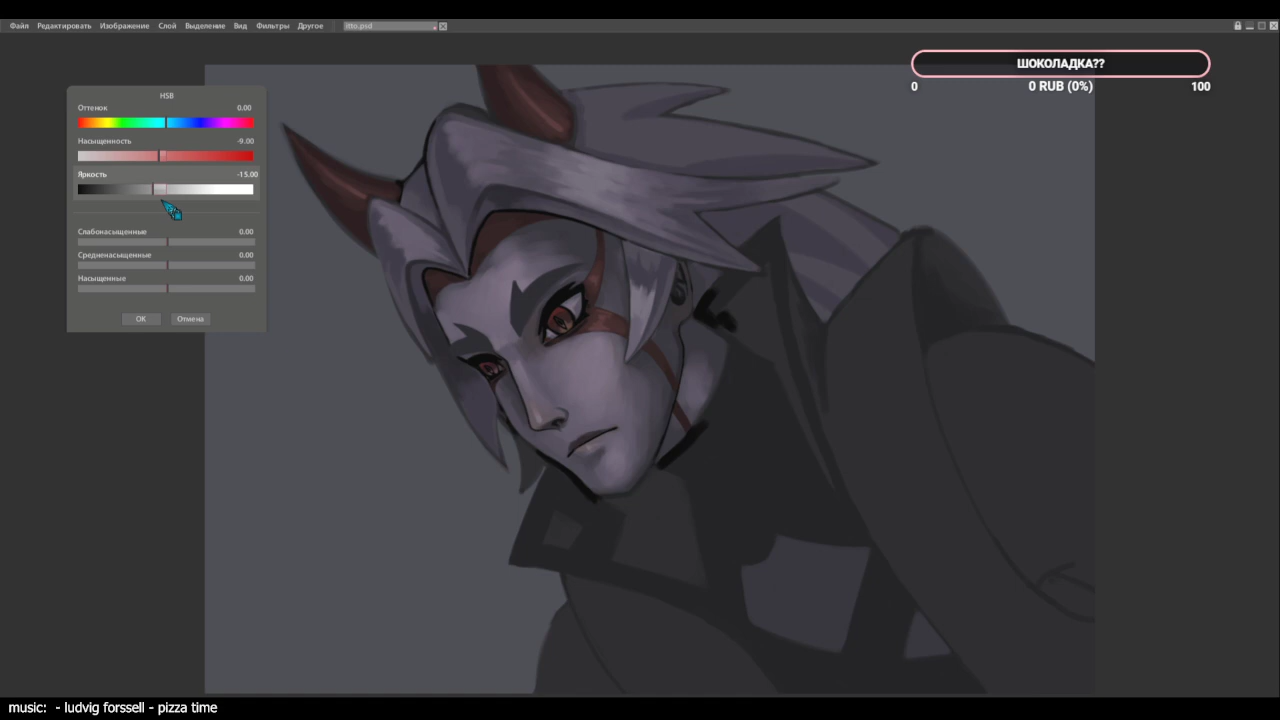 Файл Редактировать Изображение Слой Выделение Вид Фильтры Другое itto.psd
ШОКОЛАДКА??
0 0 RUB (0%) 100
HSB
Оттенок 0.00
Насыщенность -9.00
Яркость -15.00
Слабонасыщенные 0.00
Средненасыщенные 0.00
Насыщенные 0.00
OK Отмена
music: - ludvig forssell - pizza time